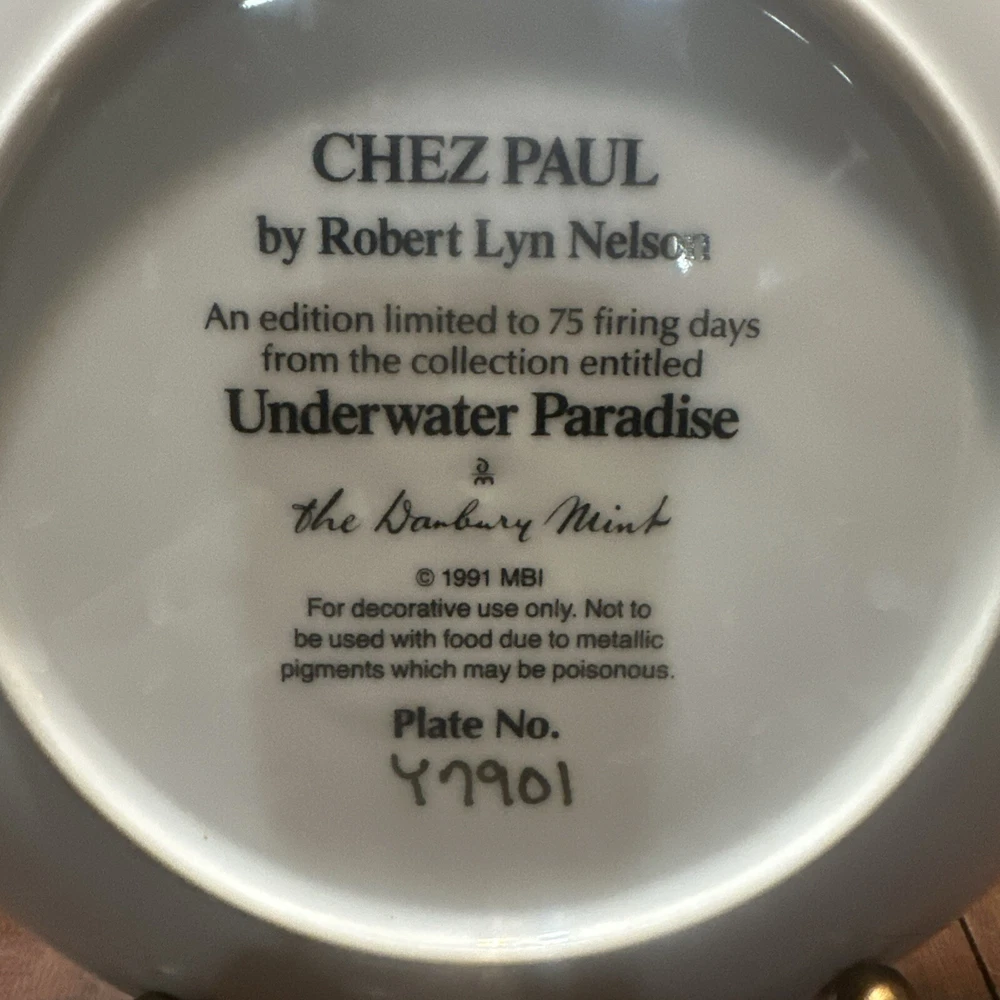 CHEZ PAUL
by Robert Lyn Nelson
An edition limited to 75 firing days
from the collection entitled
Underwater Paradise
the Danbury Mint
© 1991 MBI
For decorative use only. Not to
be used with food due to metallic
pigments which may be poisonous.
Plate No.
Y7901